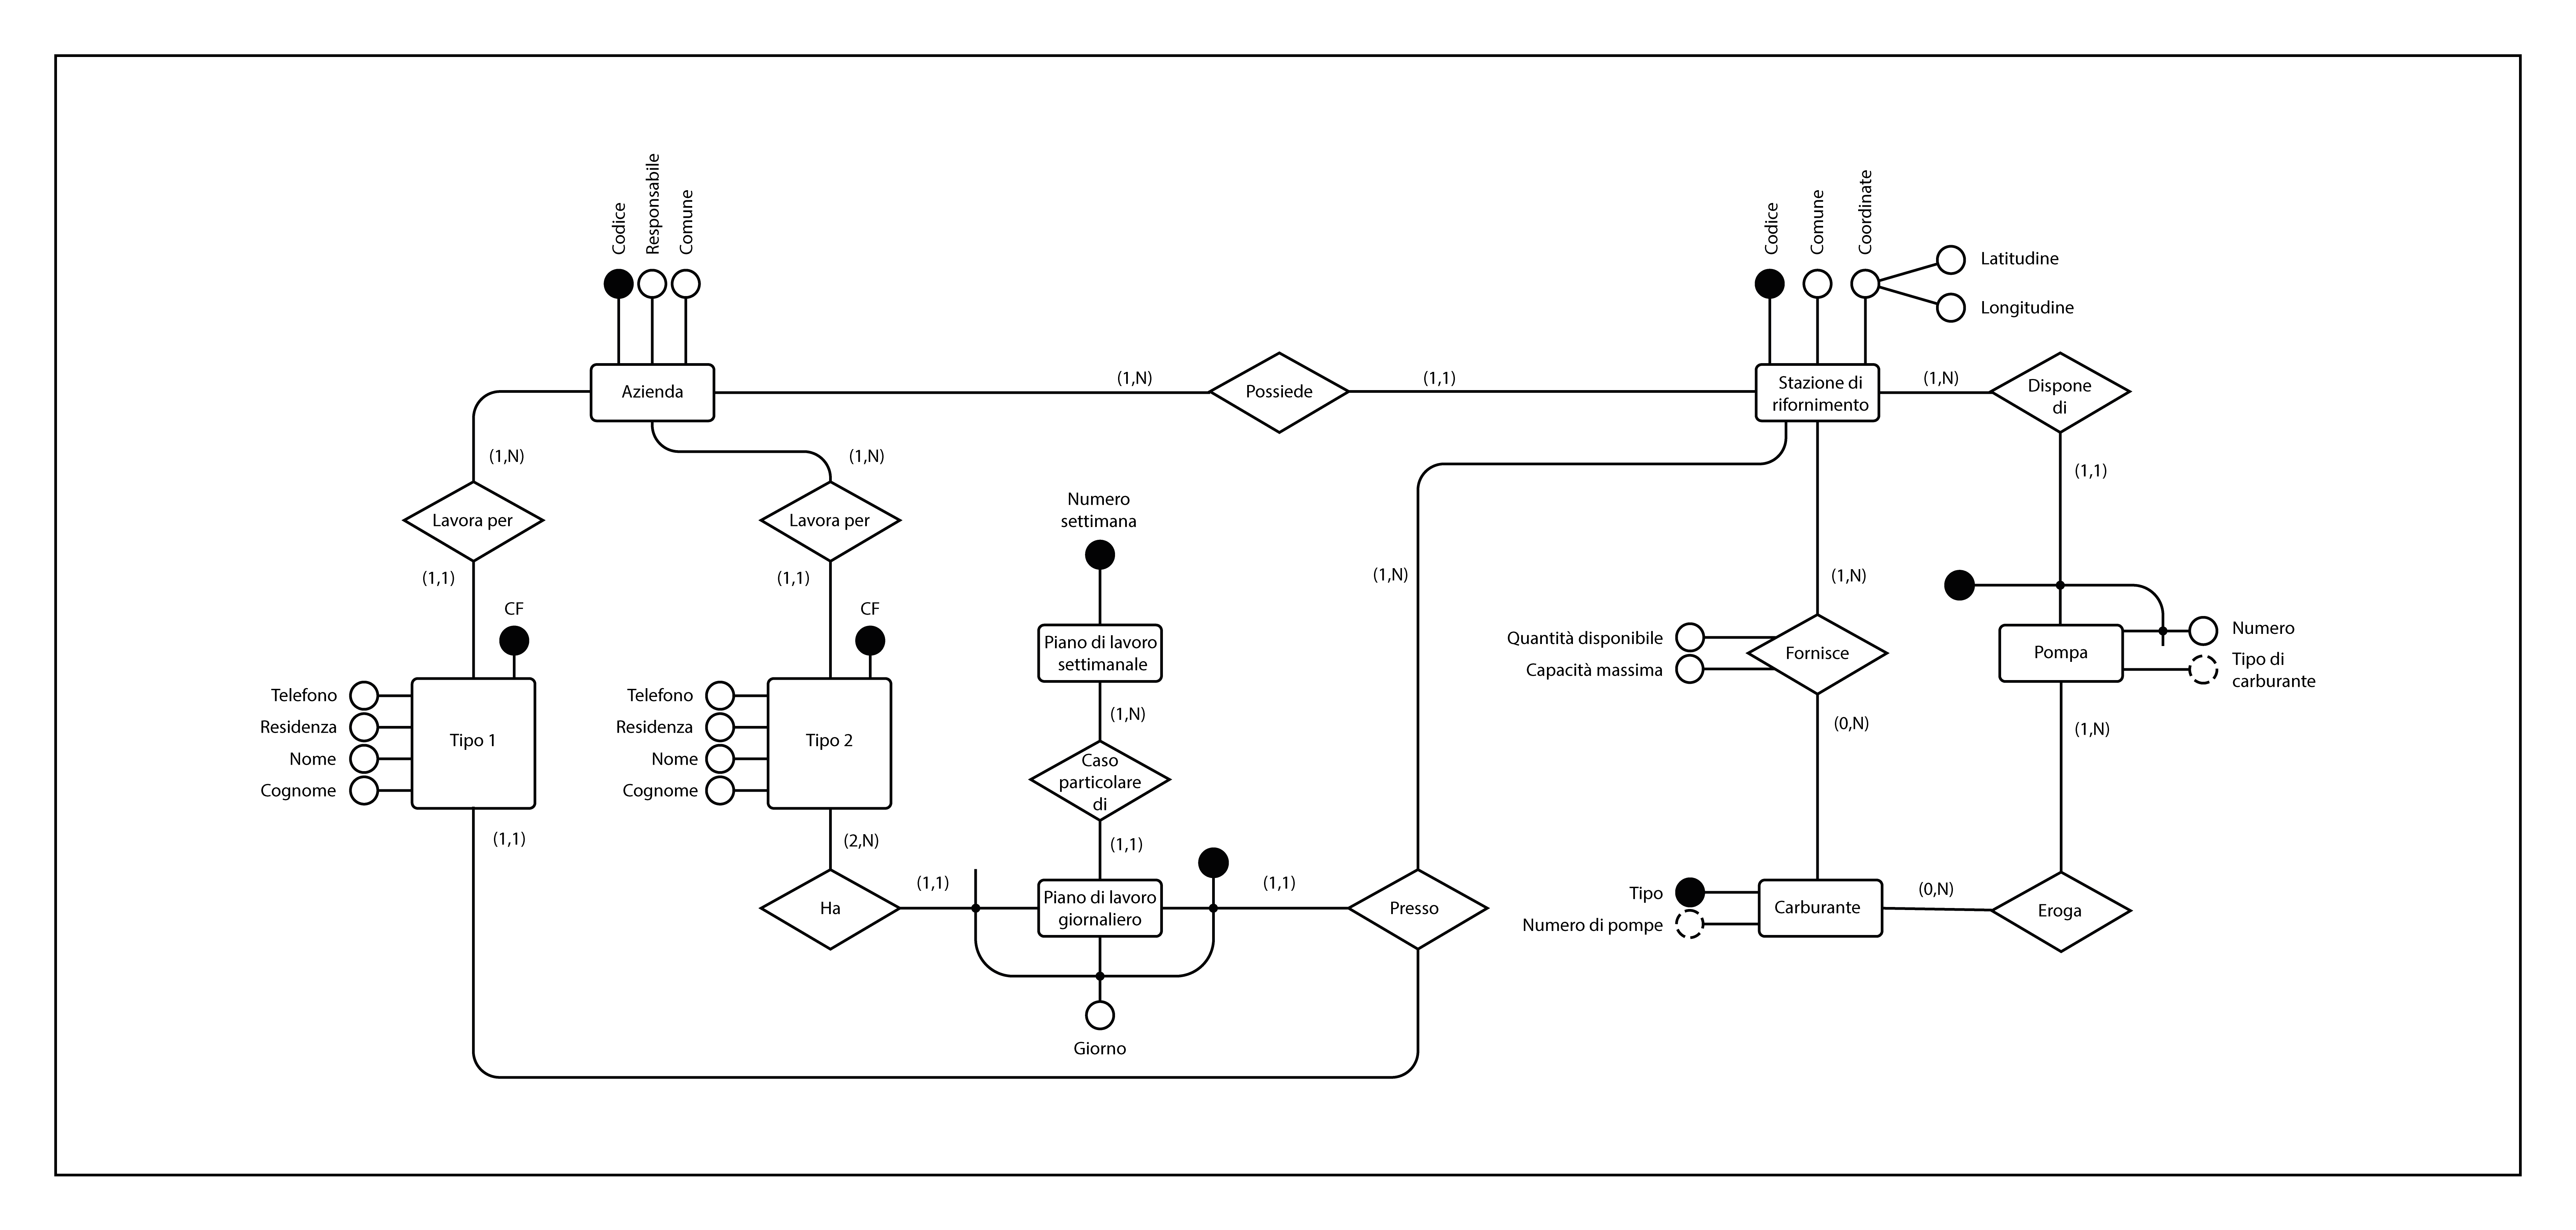 Codice
Responsabile
Comune
Codice
Comune
Coordinate
Latitudine
Longitudine
Azienda
(1,N)
Possiede
(1,1)
Stazione di
rifornimento
(1,N)
Dispone
di
(1,N)
(1,N)
(1,1)
Lavora per
Lavora per
Numero
settimana
(1,1)
(1,1)
(1,N)
(1,N)
CF
CF
Piano di lavoro
settimanale
Quantità disponibile
Capacità massima
Fornisce
Pompa
Numero
Tipo di
carburante
Telefono
Residenza
Nome
Cognome
Tipo 1
Telefono
Residenza
Nome
Cognome
Tipo 2
(1,N)
(0,N)
(1,N)
Caso
particolare
di
(1,1)
(2,N)
(1,1)
Ha
(1,1)
Piano di lavoro
giornaliero
(1,1)
Presso
Tipo
Numero di pompe
Carburante
(0,N)
Eroga
Giorno